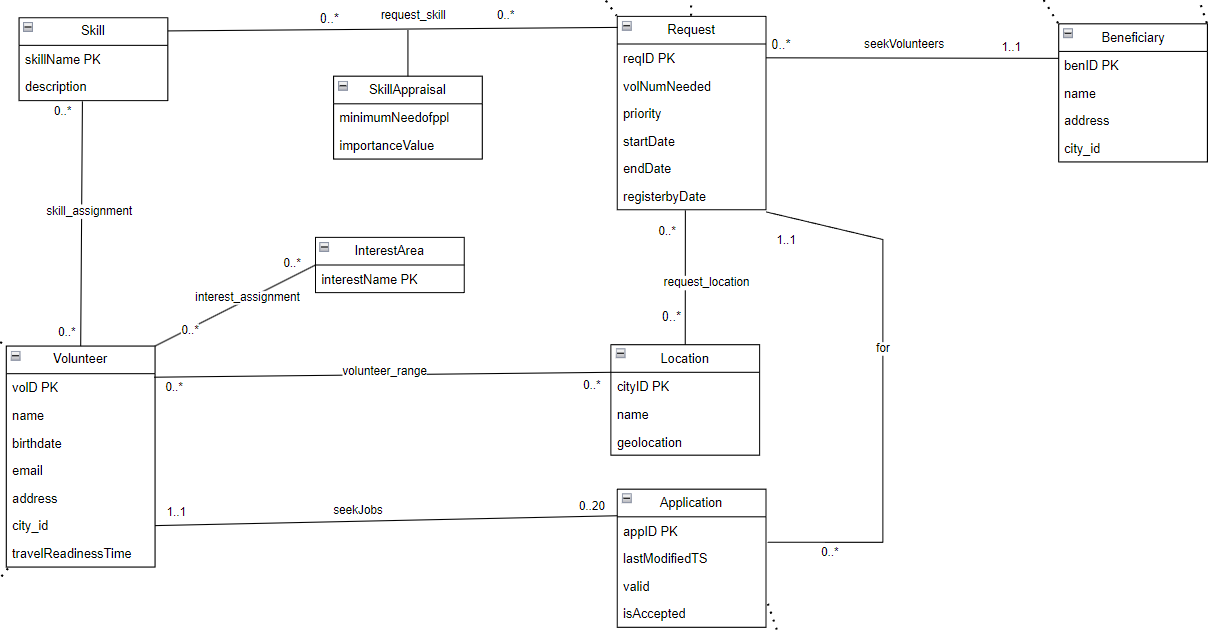 Skill
skillName PK
description
0..*
request_skill
0..*
SkillAppraisal
minimumNeedofppl
importanceValue
Request
reqID PK
volNumNeeded
priority
startDate
endDate
registerbyDate
0..*
seekVolunteers
1..1
Beneficiary
benID PK
name
address
city_id
0..*
skill_assignment
0..*
InterestArea
interestName PK
0..*
interest_assignment
0..*
0..*
request_location
0..*
1..1
for
0..*
Volunteer
volD PK
name
birthdate
email
address
city_id
travelReadinessTime
0..*
volunteer_range
0..*
Location
cityID PK
name
geolocation
1..1
seekJobs
0..20
Application
appID PK
lastModifiedTS
valid
isAccepted